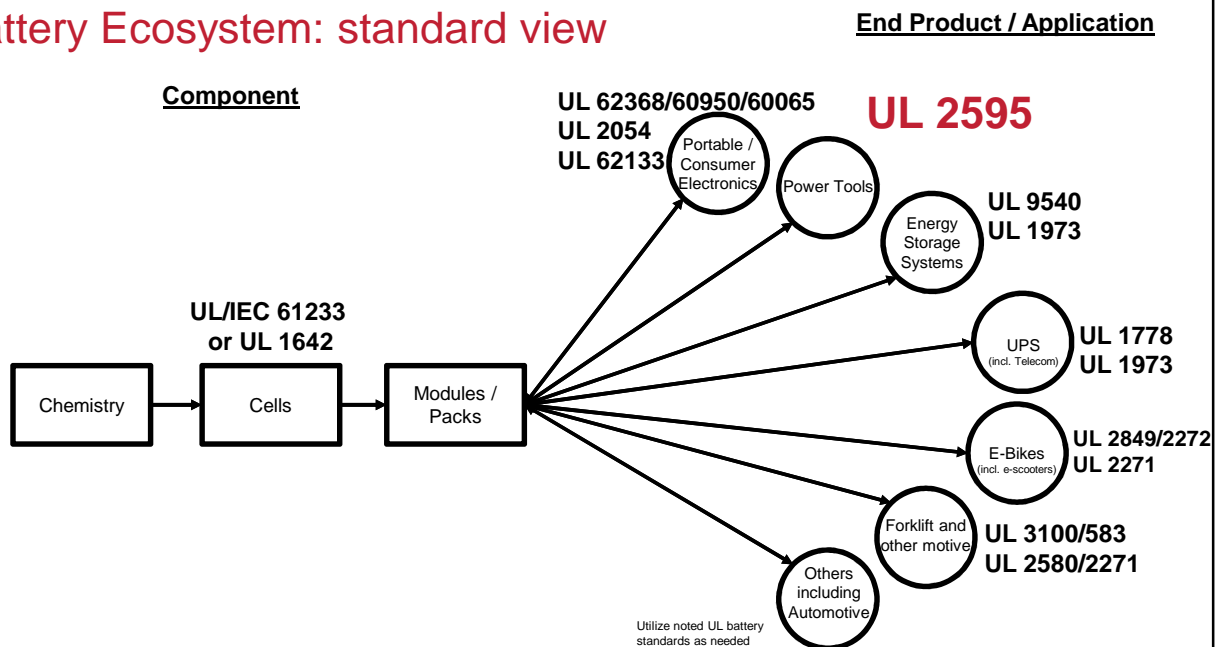 ttery Ecosystem: standard view
End Product / Application
Component
UL 62368/60950/60065
UL 2054
UL 62133
UL 2595
Portable /
Consumer
Electronics
Power Tools
UL 9540
UL 1973
Energy
Storage
Systems
UL/IEC 61233
or UL 1642
UL 1778
UL 1973
UPS
(incl. Telecom)
Chemistry
Cells
Modules /
Packs
UL 2849/2272
UL 2271
E-Bikes
(incl. e-scooters)
Forklift and
other motive
UL 3100/583
UL 2580/2271
Others
including
Automotive
Utilize noted UL battery
standards as needed